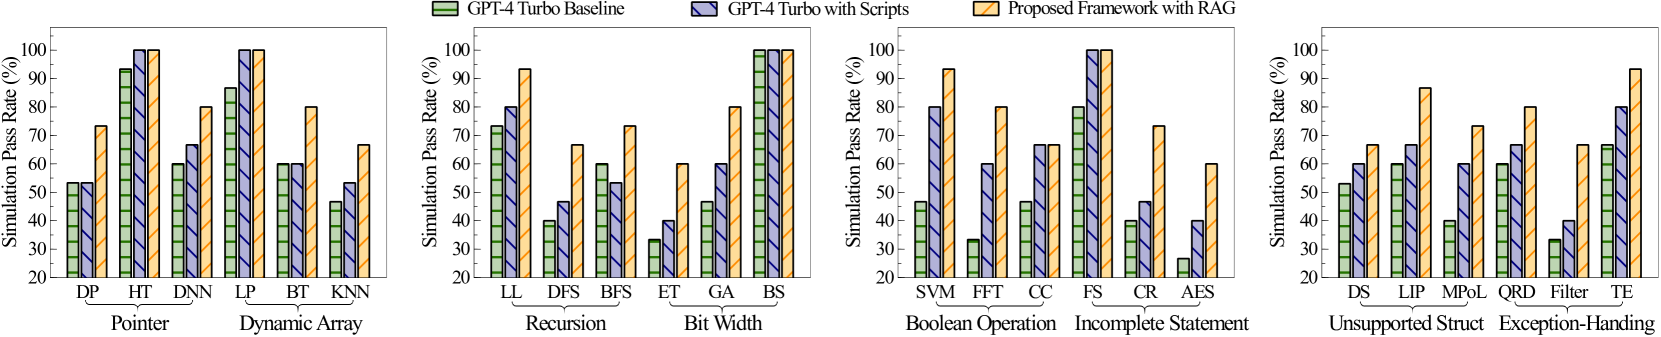 GPT-4 Turbo Baseline GPT-4 Turbo with Scripts Proposed Framework with RAG
Simulation Pass Rate (%)
100
90
80
70
60
50
40
30
20
DP HT DNN LP BT KNN
Pointer Dynamic Array
Simulation Pass Rate (%)
100
90
80
70
60
50
40
30
20
LL DFS BFS ET GA BS
Recursion Bit Width
Simulation Pass Rate (%)
100
90
80
70
60
50
40
30
20
SVM FFT CC FS CR AES
Boolean Operation Incomplete Statement
Simulation Pass Rate (%)
100
90
80
70
60
50
40
30
20
DS LIP MPoL QRD Filter TE
Unsupported Struct Exception-Handing